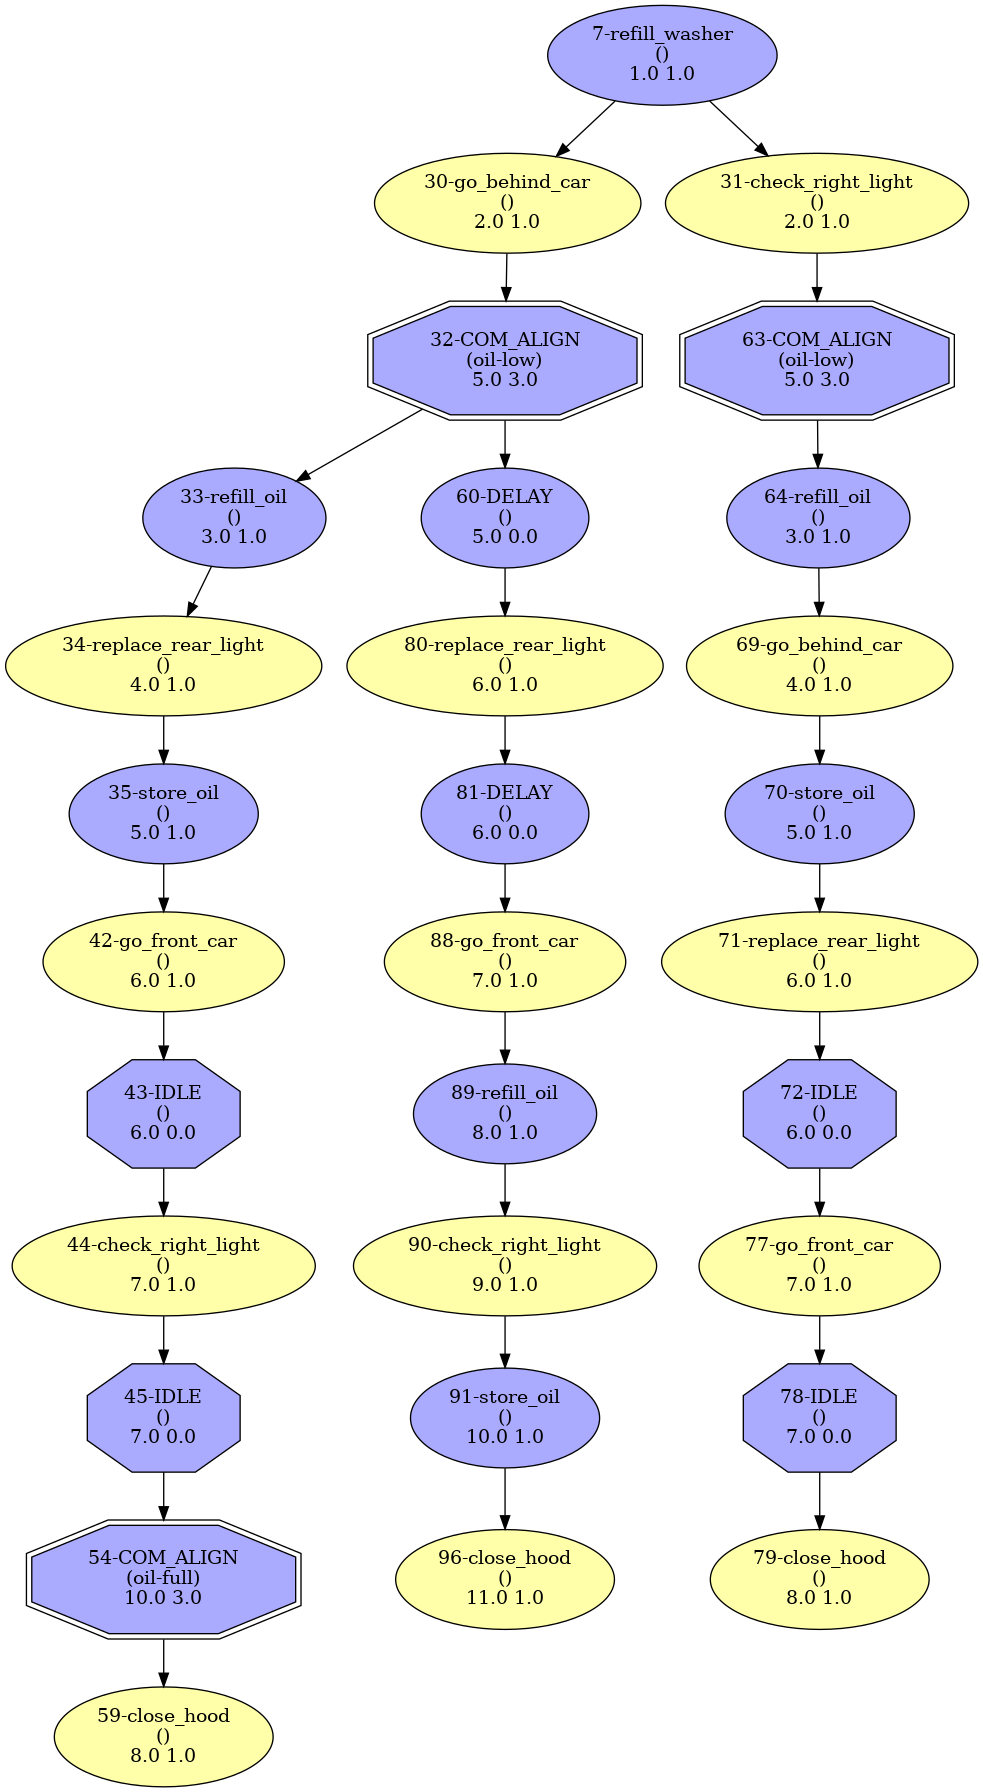 7-refill_washer
()
1.0 1.0
30-go_behind_car
()
2.0 1.0
31-check_right_light
()
2.0 1.0
32-COM_ALIGN
(oil-low)
5.0 3.0
63-COM_ALIGN
(oil-low)
5.0 3.0
33-refill_oil
()
3.0 1.0
60-DELAY
()
5.0 0.0
64-refill_oil
()
3.0 1.0
34-replace_rear_light
()
4.0 1.0
80-replace_rear_light
()
6.0 1.0
69-go_behind_car
()
4.0 1.0
35-store_oil
()
5.0 1.0
81-DELAY
()
6.0 0.0
70-store_oil
()
5.0 1.0
42-go_front_car
()
6.0 1.0
88-go_front_car
()
7.0 1.0
71-replace_rear_light
()
6.0 1.0
43-IDLE
()
6.0 0.0
89-refill_oil
()
8.0 1.0
72-IDLE
()
6.0 0.0
44-check_right_light
()
7.0 1.0
90-check_right_light
()
9.0 1.0
77-go_front_car
()
7.0 1.0
45-IDLE
()
7.0 0.0
91-store_oil
()
10.0 1.0
78-IDLE
()
7.0 0.0
54-COM_ALIGN
(oil-full)
10.0 3.0
96-close_hood
()
11.0 1.0
79-close_hood
()
8.0 1.0
59-close_hood
()
8.0 1.0